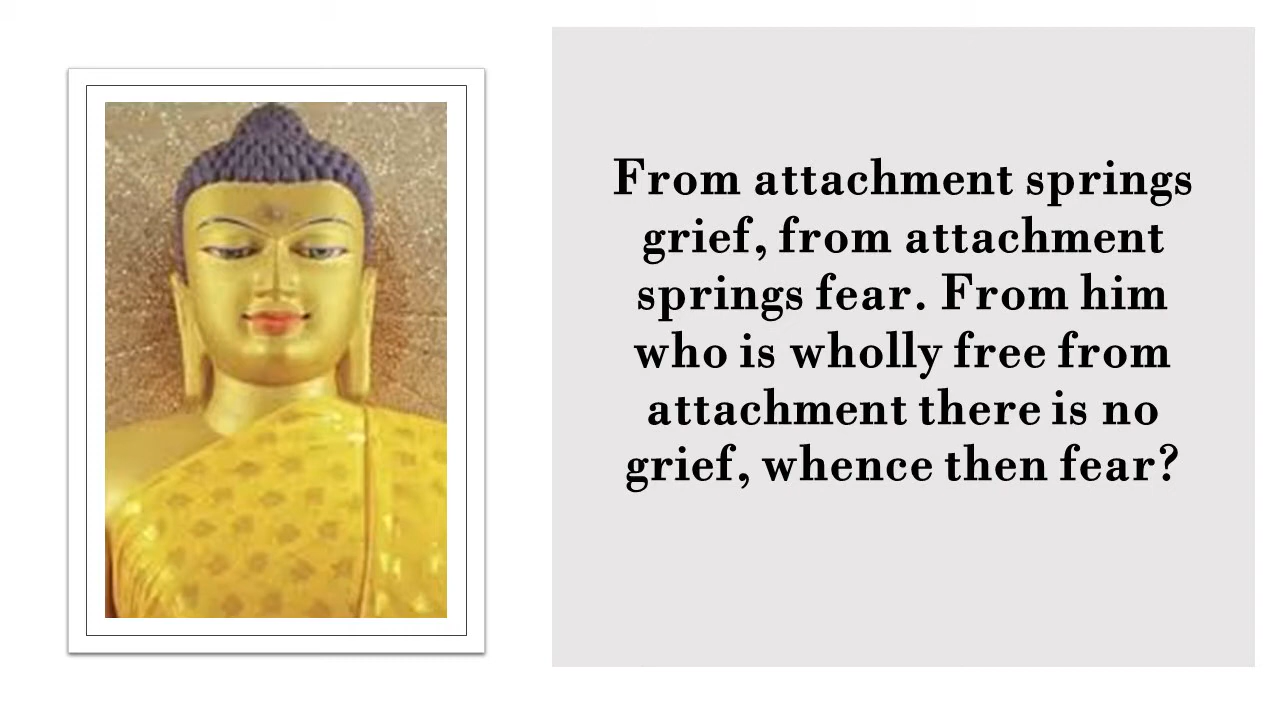 From attachment springs
grief, from attachment
springs fear. From him
who is wholly free from
attachment there is no
grief, whence then fear?